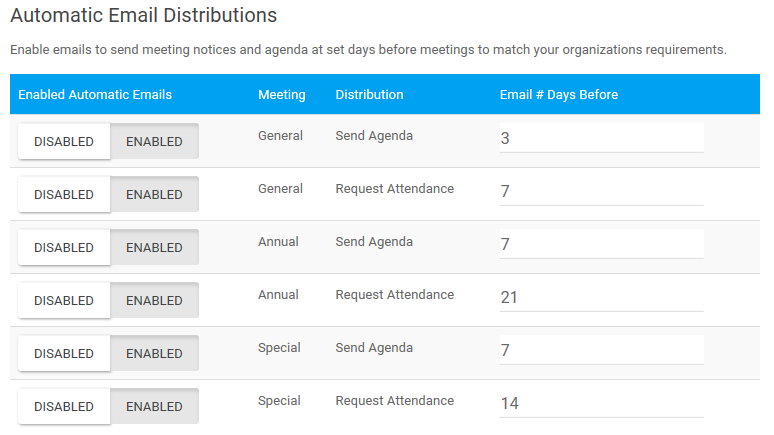 Automatic Email Distributions
Enable emails to send meeting notices and agenda at set days before meetings to match your organizations requirements.
Enabled Automatic Emails Meeting Distribution Email # Days Before
DISABLED ENABLED General Send Agenda 3
DISABLED ENABLED General Request Attendance 7
DISABLED ENABLED Annual Send Agenda 7
DISABLED ENABLED Annual Request Attendance 21
DISABLED ENABLED Special Send Agenda 7
DISABLED ENABLED Special Request Attendance 14